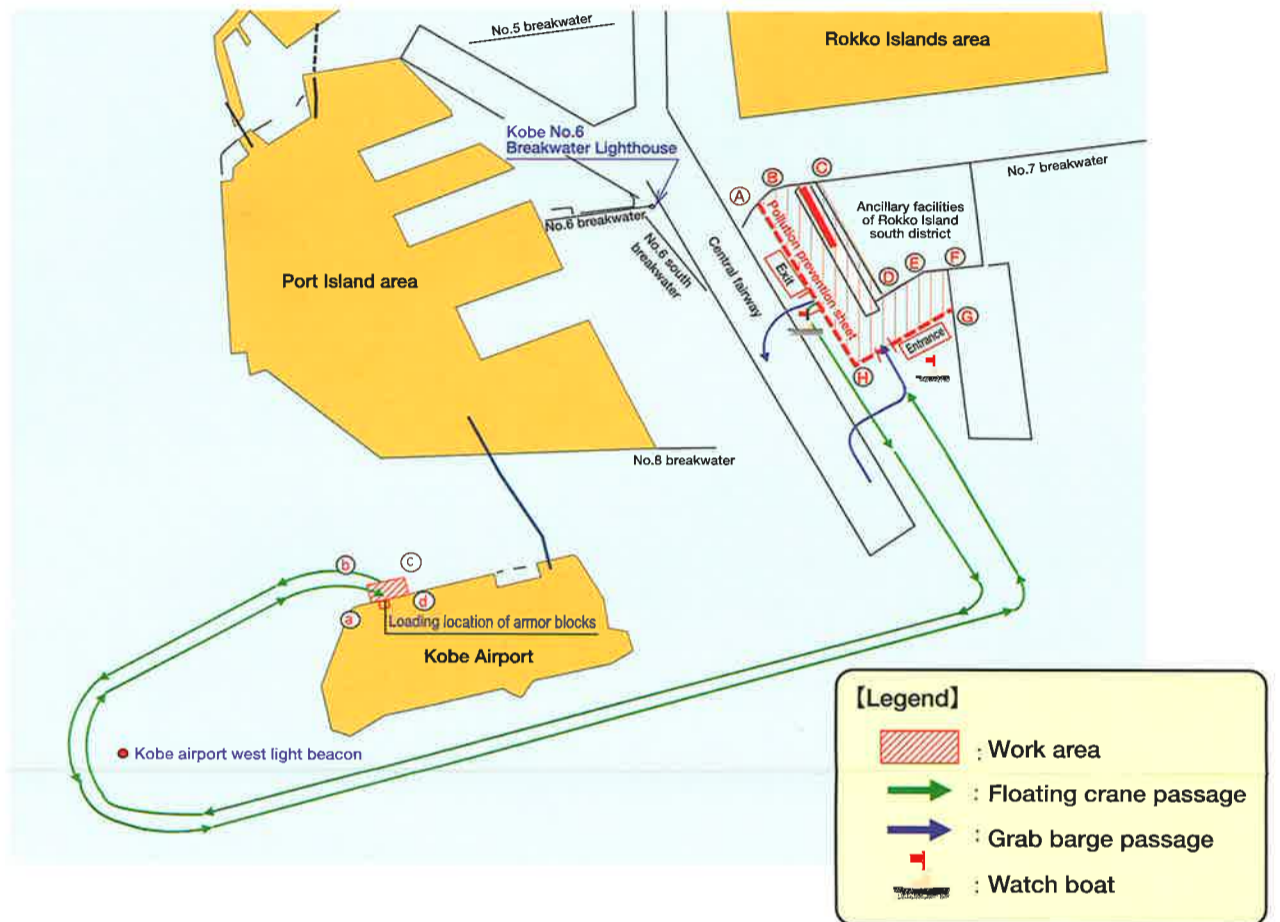 No.5 breakwater
Rokko Islands area
Kobe No.6
Breakwater Lighthouse
No.7 breakwater
A
B
C
Ancillary facilities
of Rokko Island
south district
Pollution prevention sheet
No.6 breakwater
No.6 south
breakwater
Central fairway
Exit
D
E
F
G
Entrance
H
Port Island area
No.8 breakwater
b
c
a
d
Loading location of armor blocks
Kobe Airport
Kobe airport west light beacon
【Legend】
: Work area
: Floating crane passage
: Grab barge passage
: Watch boat